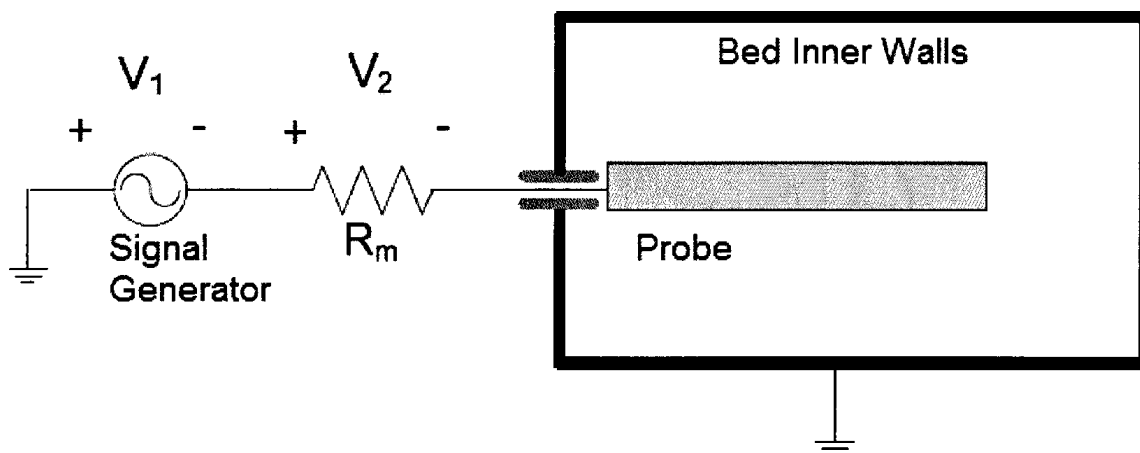 Bed Inner Walls
V₁
V₂
+ - + -
Probe
Rₘ
Signal
Generator